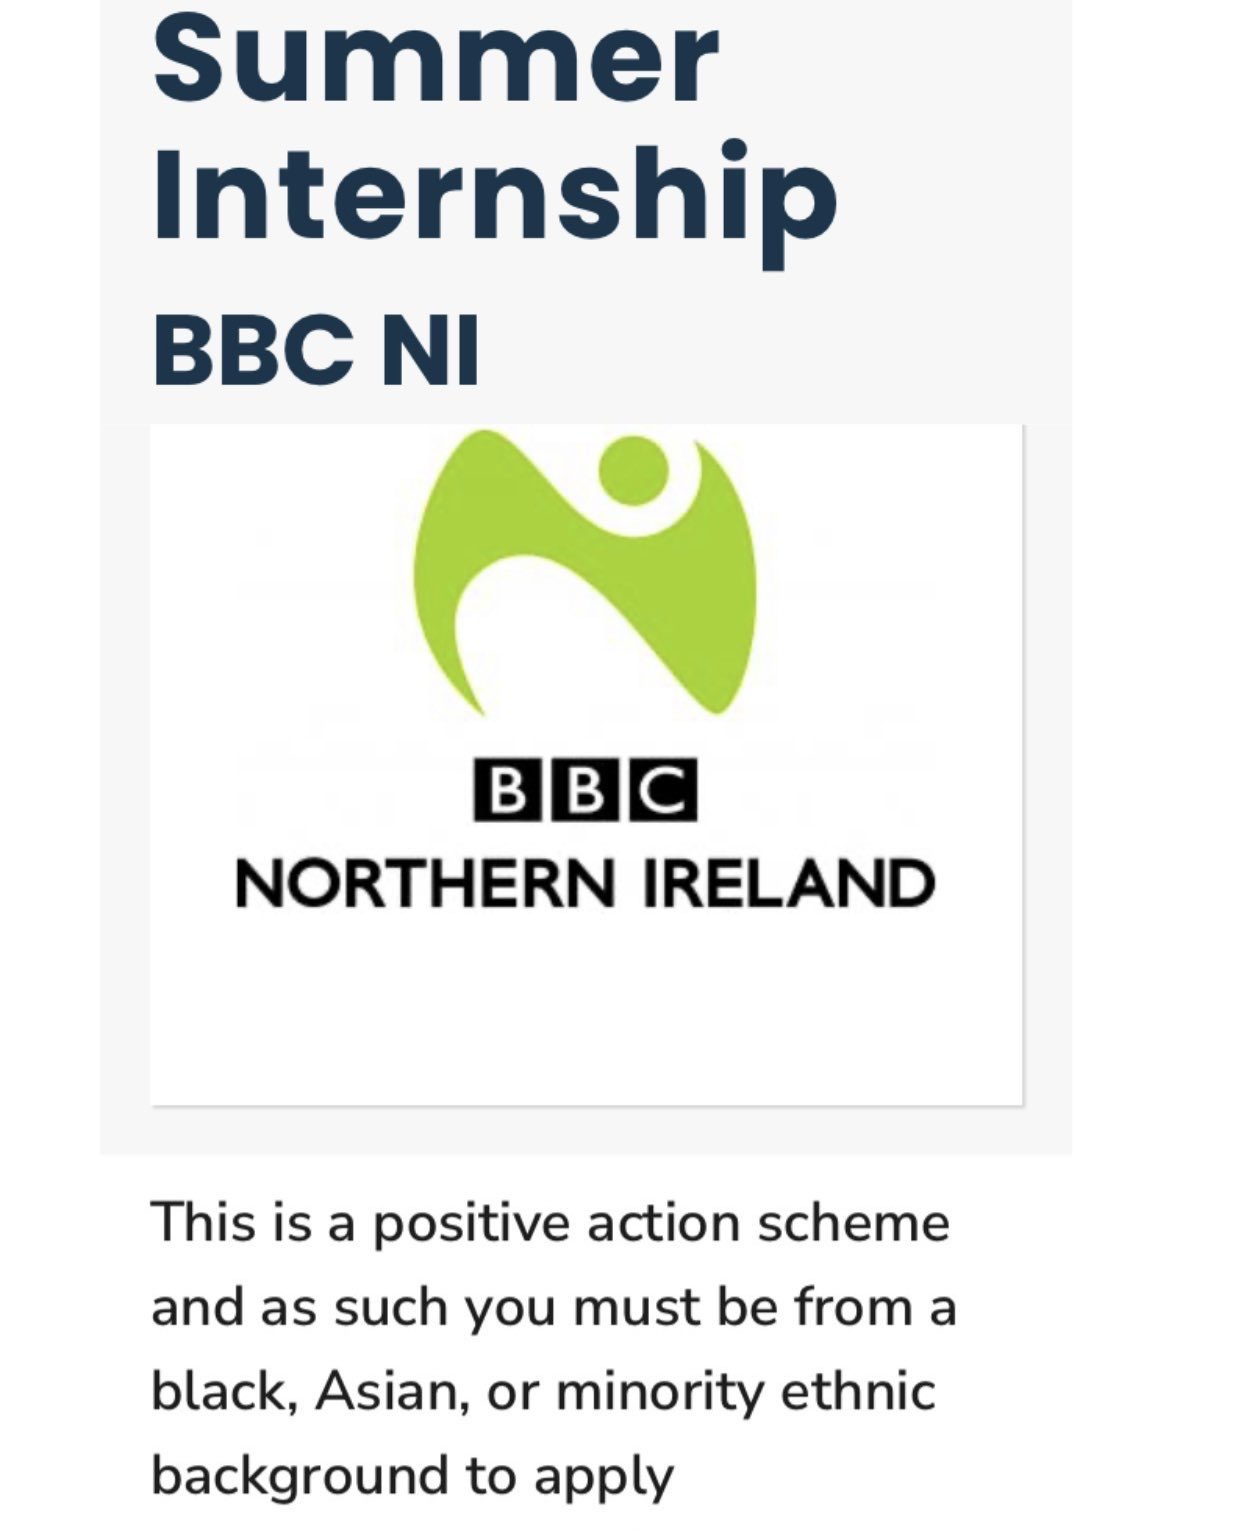 Summer
Internship
BBC NI
BBC
NORTHERN IRELAND
This is a positive action scheme
and as such you must be from a
black, Asian, or minority ethnic
background to apply